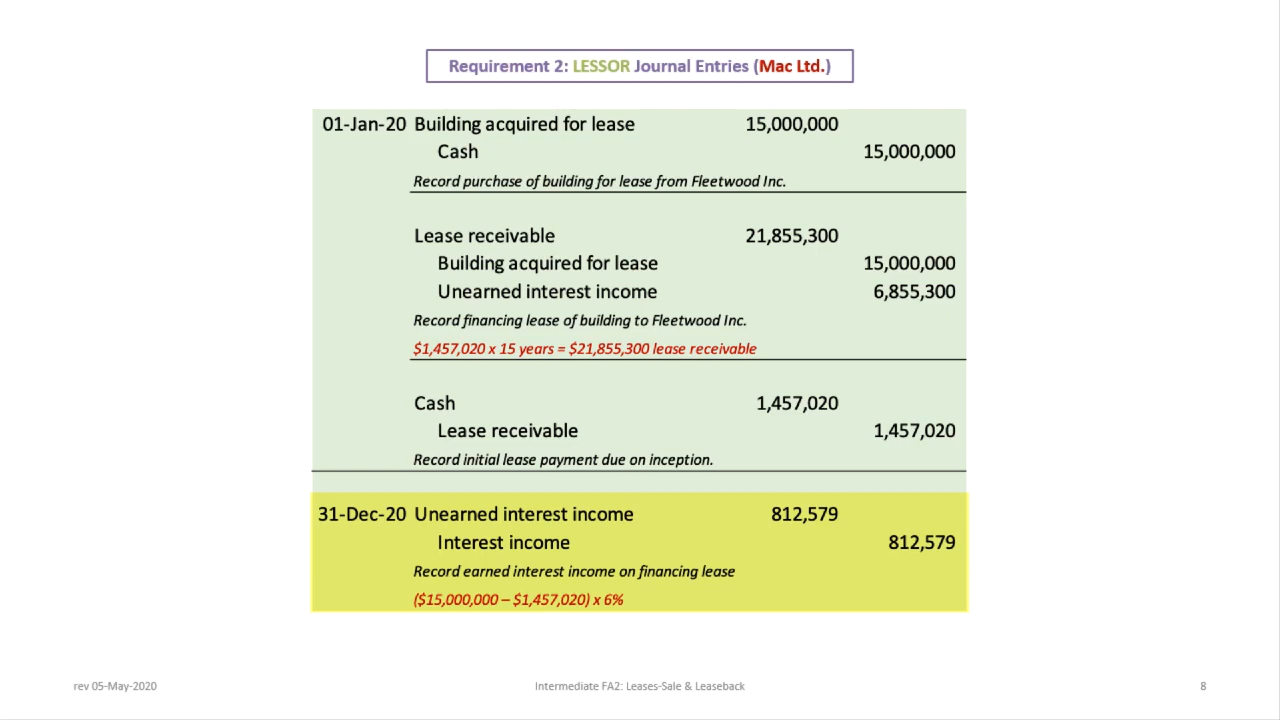 Requirement 2: LESSOR Journal Entries (Mac Ltd.)
01-Jan-20 Building acquired for lease 15,000,000
Cash 15,000,000
Record purchase of building for lease from Fleetwood Inc.
Lease receivable 21,855,300
Building acquired for lease 15,000,000
Unearned interest income 6,855,300
Record financing lease of building to Fleetwood Inc.
$1,457,020 x 15 years = $21,855,300 lease receivable
Cash 1,457,020
Lease receivable 1,457,020
Record initial lease payment due on inception.
31-Dec-20 Unearned interest income 812,579
Interest income 812,579
Record earned interest income on financing lease
($15,000,000 – $1,457,020) x 6%
rev 05-May-2020 Intermediate FA2: Leases-Sale & Leaseback 8